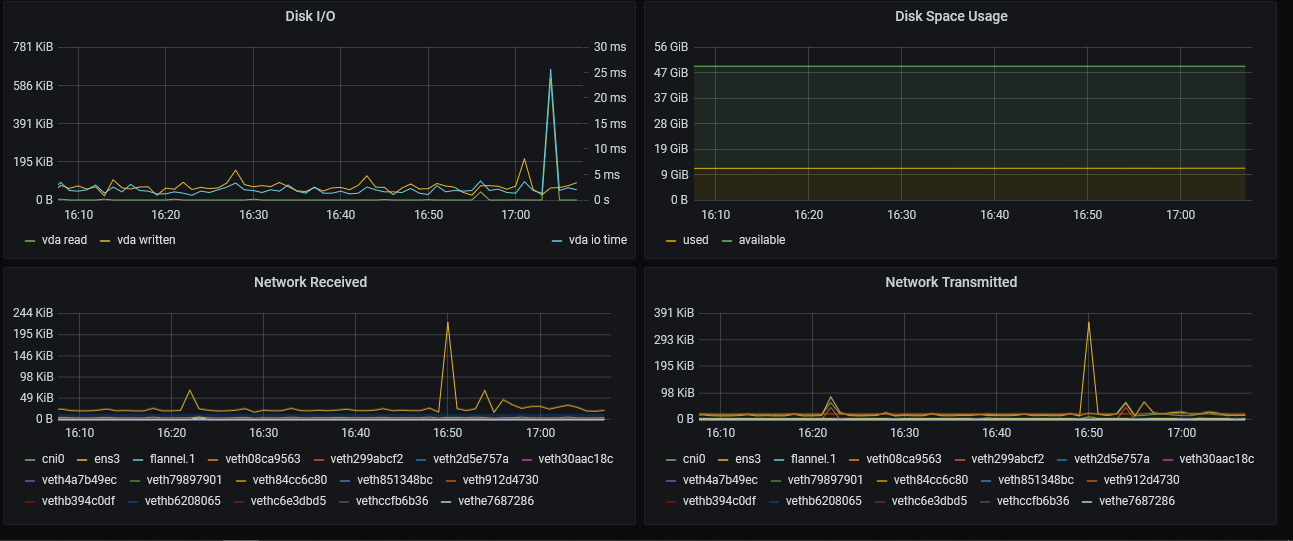 Disk I/O
781 KiB
586 KiB
391 KiB
195 KiB
0 B
30 ms
25 ms
20 ms
15 ms
10 ms
5 ms
0 s
16:10 16:20 16:30 16:40 16:50 17:00
vda read vda written vda io time
Disk Space Usage
56 GiB
47 GiB
37 GiB
28 GiB
19 GiB
9 GiB
0 B
16:10 16:20 16:30 16:40 16:50 17:00
used available
Network Received
244 KiB
195 KiB
146 KiB
98 KiB
49 KiB
0 B
16:10 16:20 16:30 16:40 16:50 17:00
cni0 ens3 flannel.1 veth08ca9563 veth299abcf2 veth2d5e757a veth30aac18c
veth4a7b49ec veth79897901 veth84cc6c80 veth851348bc veth912d4730
vethb394c0df vethb6208065 vethc6e3dbd5 vethccfb6b36 vethe7687286
Network Transmitted
391 KiB
293 KiB
195 KiB
98 KiB
0 B
16:10 16:20 16:30 16:40 16:50 17:00
cni0 ens3 flannel.1 veth08ca9563 veth299abcf2 veth2d5e757a veth30aac18c
veth4a7b49ec veth79897901 veth84cc6c80 veth851348bc veth912d4730
vethb394c0df vethb6208065 vethc6e3dbd5 vethccfb6b36 vethe7687286